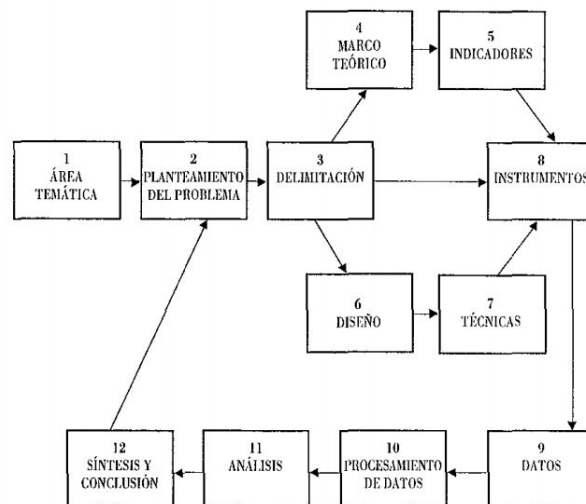 4
MARCO
TEÓRICO
5
INDICADORES
1
ÁREA
TEMÁTICA
2
PLANTEAMIENTO
DEL PROBLEMA
3
DELIMITACIÓN
8
INSTRUMENTOS
6
DISEÑO
7
TÉCNICAS
12
SÍNTESIS Y
CONCLUSIÓN
11
ANÁLISIS
10
PROCESAMIENTO
DE DATOS
9
DATOS